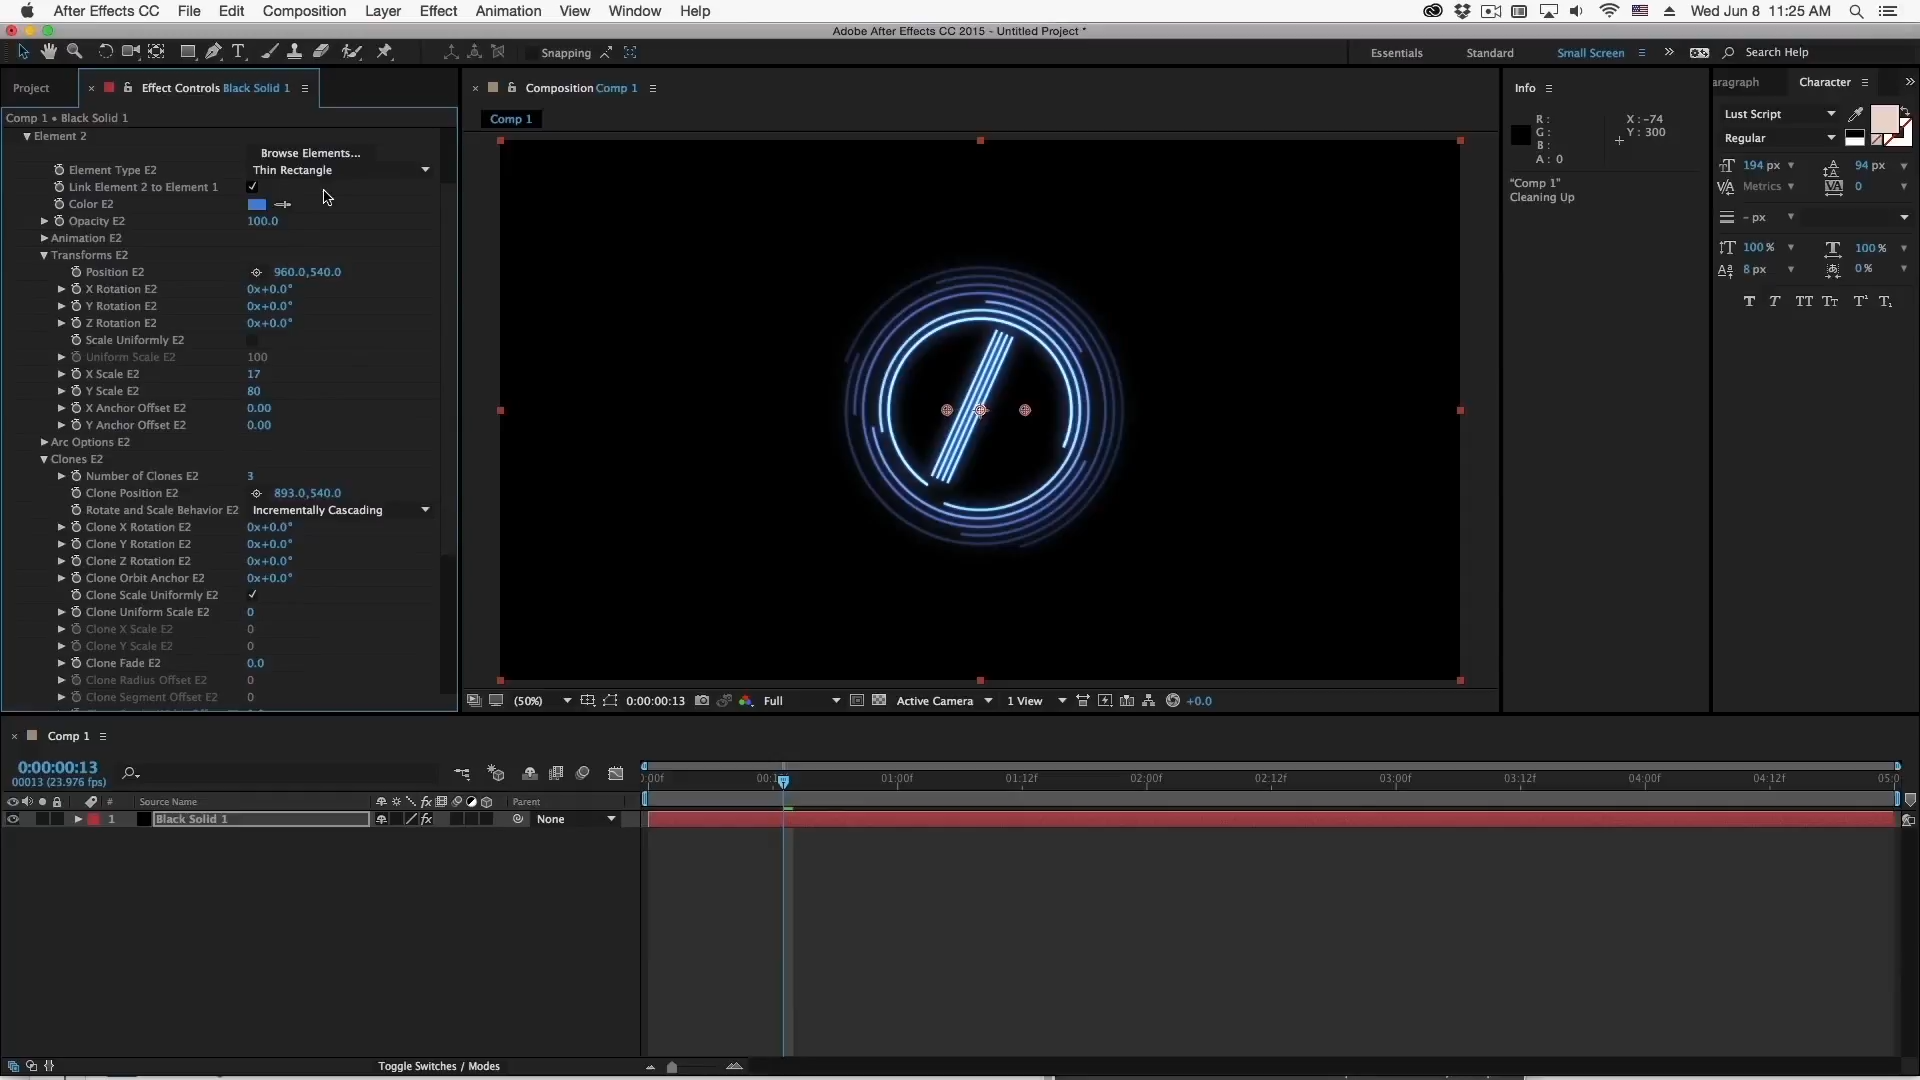 After Effects CC File Edit Composition Layer Effect Animation View Window Help Wed Jun 8 11:25 AM
Adobe After Effects CC 2015 - Untitled Project *
Snapping Essentials Standard Small Screen Search Help
Project Effect Controls Black Solid 1
Comp 1 • Black Solid 1
Element 2
Browse Elements...
Element Type E2 Thin Rectangle
Link Element 2 to Element 1
Color E2
Opacity E2 100.0
Animation E2
Transforms E2
Position E2 960.0,540.0
X Rotation E2 0x+0.0°
Y Rotation E2 0x+0.0°
Z Rotation E2 0x+0.0°
Scale Uniformly E2
Uniform Scale E2 100
X Scale E2 17
Y Scale E2 80
X Anchor Offset E2 0.00
Y Anchor Offset E2 0.00
Arc Options E2
Clones E2
Number of Clones E2 3
Clone Position E2 893.0,540.0
Rotate and Scale Behavior E2 Incrementally Cascading
Clone X Rotation E2 0x+0.0°
Clone Y Rotation E2 0x+0.0°
Clone Z Rotation E2 0x+0.0°
Clone Orbit Anchor E2 0x+0.0°
Clone Scale Uniformly E2
Clone Uniform Scale E2 0
Clone X Scale E2 0
Clone Y Scale E2 0
Clone Fade E2 0.0
Clone Radius Offset E2 0
Clone Segment Offset E2 0
Composition Comp 1
Comp 1
(50%) 0:00:00:13 Full Active Camera 1 View +0.0
Info
R :
G :
B :
A : 0
X : -74
Y : 300
"Comp 1"
Cleaning Up
aragraph Character
Lust Script
Regular
194 px 94 px
Metrics 0
- px
100 % 100 %
8 px 0 %
T T TT Tт T¹ T₁
Comp 1
0:00:00:13
00013 (23.976 fps)
:00f 01:00f 01:12f 02:00f 02:12f 03:00f 03:12f 04:00f 04:12f 05:0
# Source Name Parent
1 Black Solid 1 None
Toggle Switches / Modes